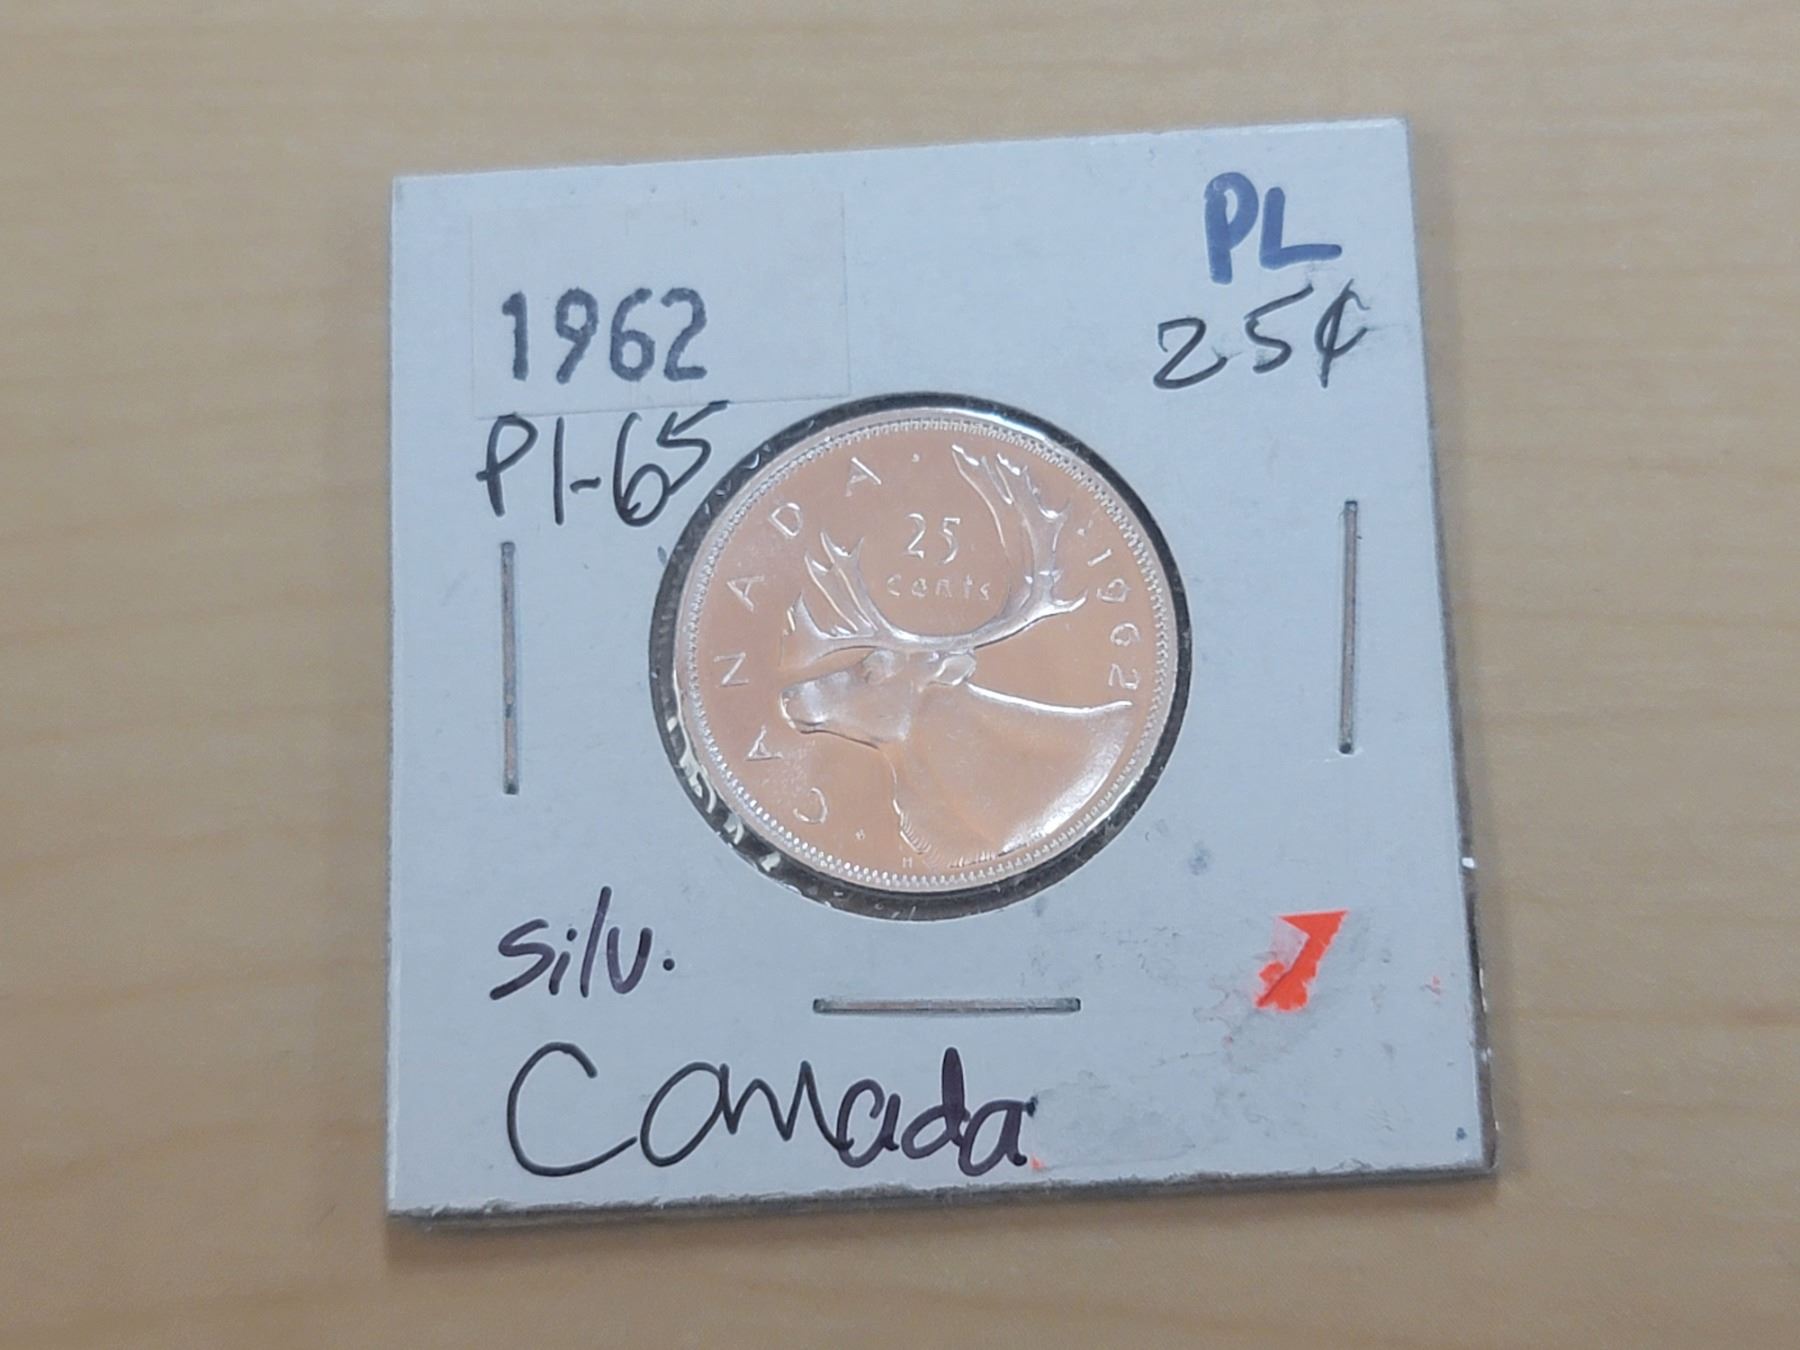 PL
1962
25¢
Pl-65
CANADA
25
cents
1962
H
silv.
Canada